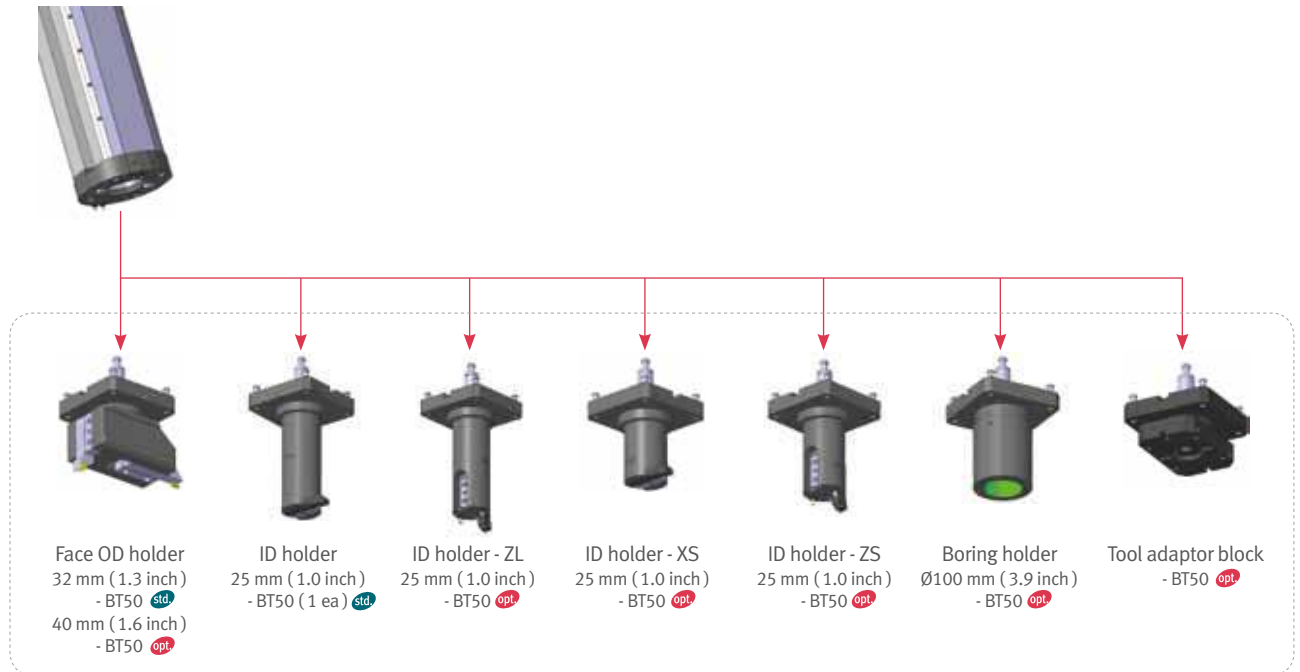 Face OD holder
32 mm ( 1.3 inch )
- BT50 std.
40 mm ( 1.6 inch )
- BT50 opt.
ID holder
25 mm ( 1.0 inch )
- BT50 ( 1 ea ) std.
ID holder - ZL
25 mm ( 1.0 inch )
- BT50 opt.
ID holder - XS
25 mm ( 1.0 inch )
- BT50 opt.
ID holder - ZS
25 mm ( 1.0 inch )
- BT50 opt.
Boring holder
Ø100 mm ( 3.9 inch )
- BT50 opt.
Tool adaptor block
- BT50 opt.